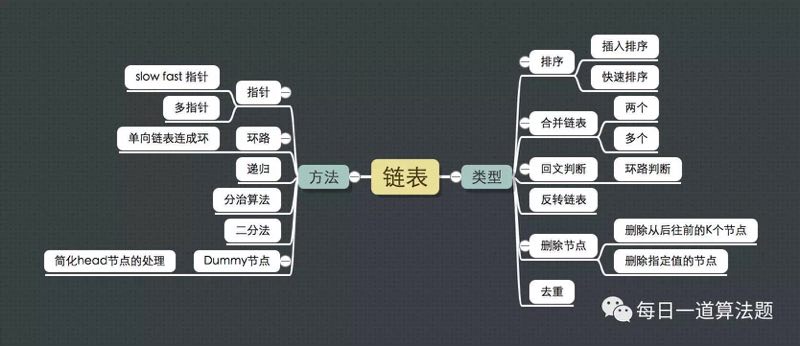 slow fast 指针
多指针
指针
单向链表连成环
环路
递归
分治算法
二分法
简化head节点的处理
Dummy节点
方法
链表
类型
排序
插入排序
快速排序
合并链表
两个
多个
回文判断
环路判断
反转链表
删除节点
删除从后往前的K个节点
删除指定值的节点
去重
每日一道算法题